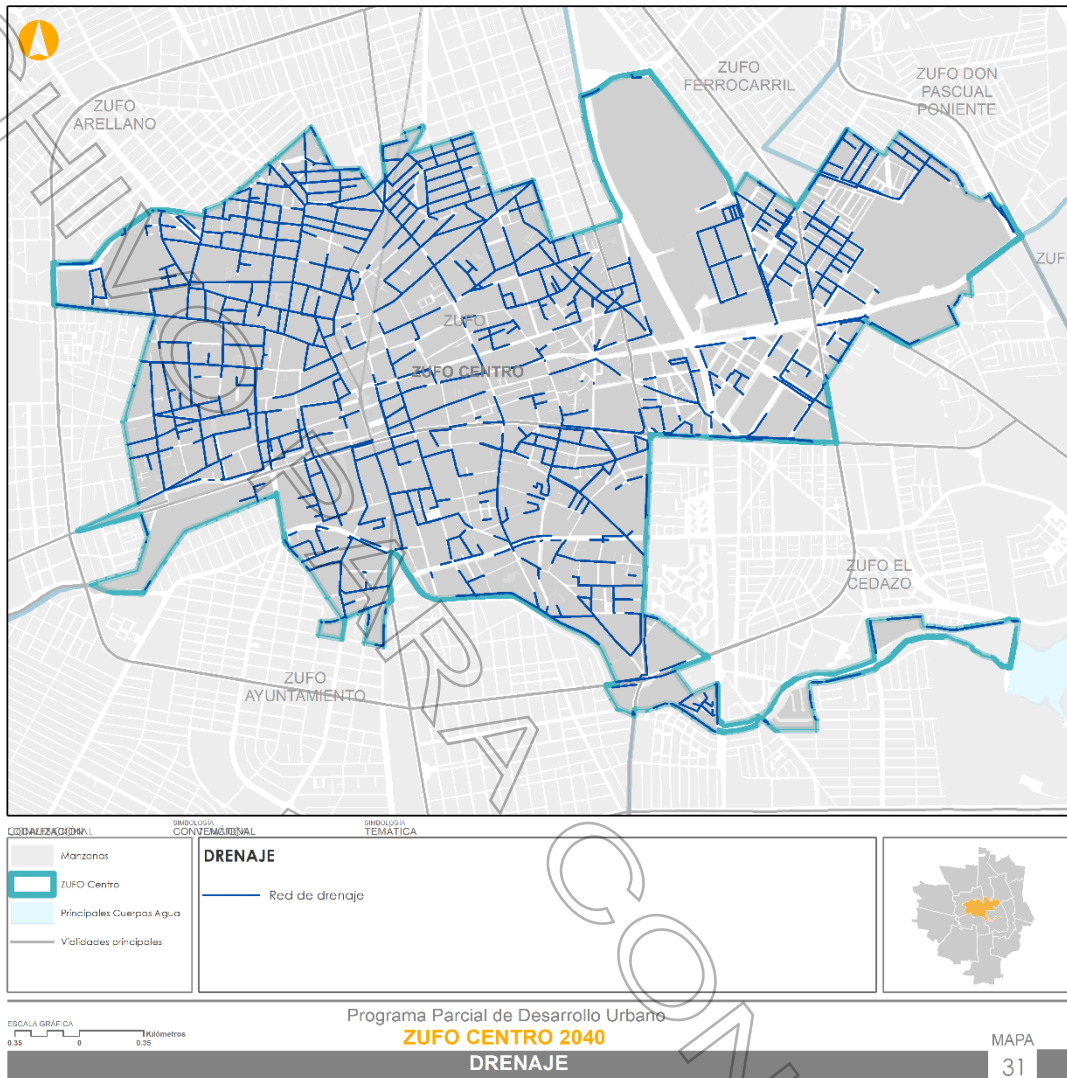 ZUFO
ARELLANO
ZUFO
FERROCARRIL
ZUFO DON
PASCUAL
PONIENTE
ZUF
ZUFO
ZUFO CENTRO
ZUFO EL
CEDAZO
ZUFO
AYUNTAMIENTO
SIMBOLOGÍA
CONVENCIONAL
SIMBOLOGÍA
TEMÁTICA
Manzanas
ZUFO Centro
Principales Cuerpos Agua
Vialidades principales
DRENAJE
Red de drenaje
ESCALA GRÁFICA
Kilómetros
0.35 0 0.35
Programa Parcial de Desarrollo Urbano
ZUFO CENTRO 2040
DRENAJE
MAPA
31